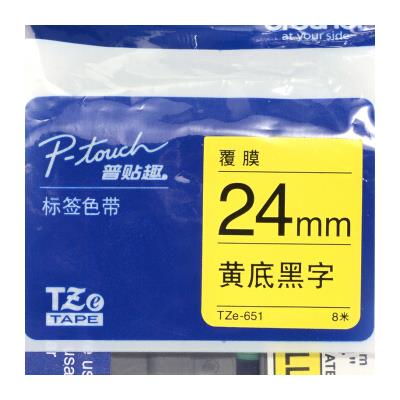 at your side
P-touch
普贴趣
标签色带
覆膜
24mm
黄底黑字
TZe-651 8米
TZe
TAPE